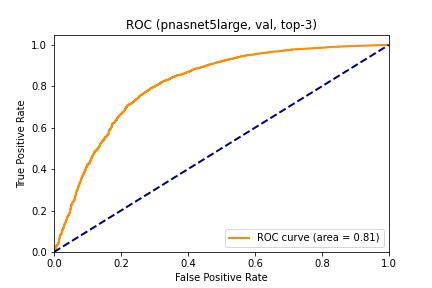 ROC (pnasnet5large, val, top-3)
1.0
0.8
0.6
0.4
0.2
0.0
True Positive Rate
ROC curve (area = 0.81)
0.0 0.2 0.4 0.6 0.8 1.0
False Positive Rate